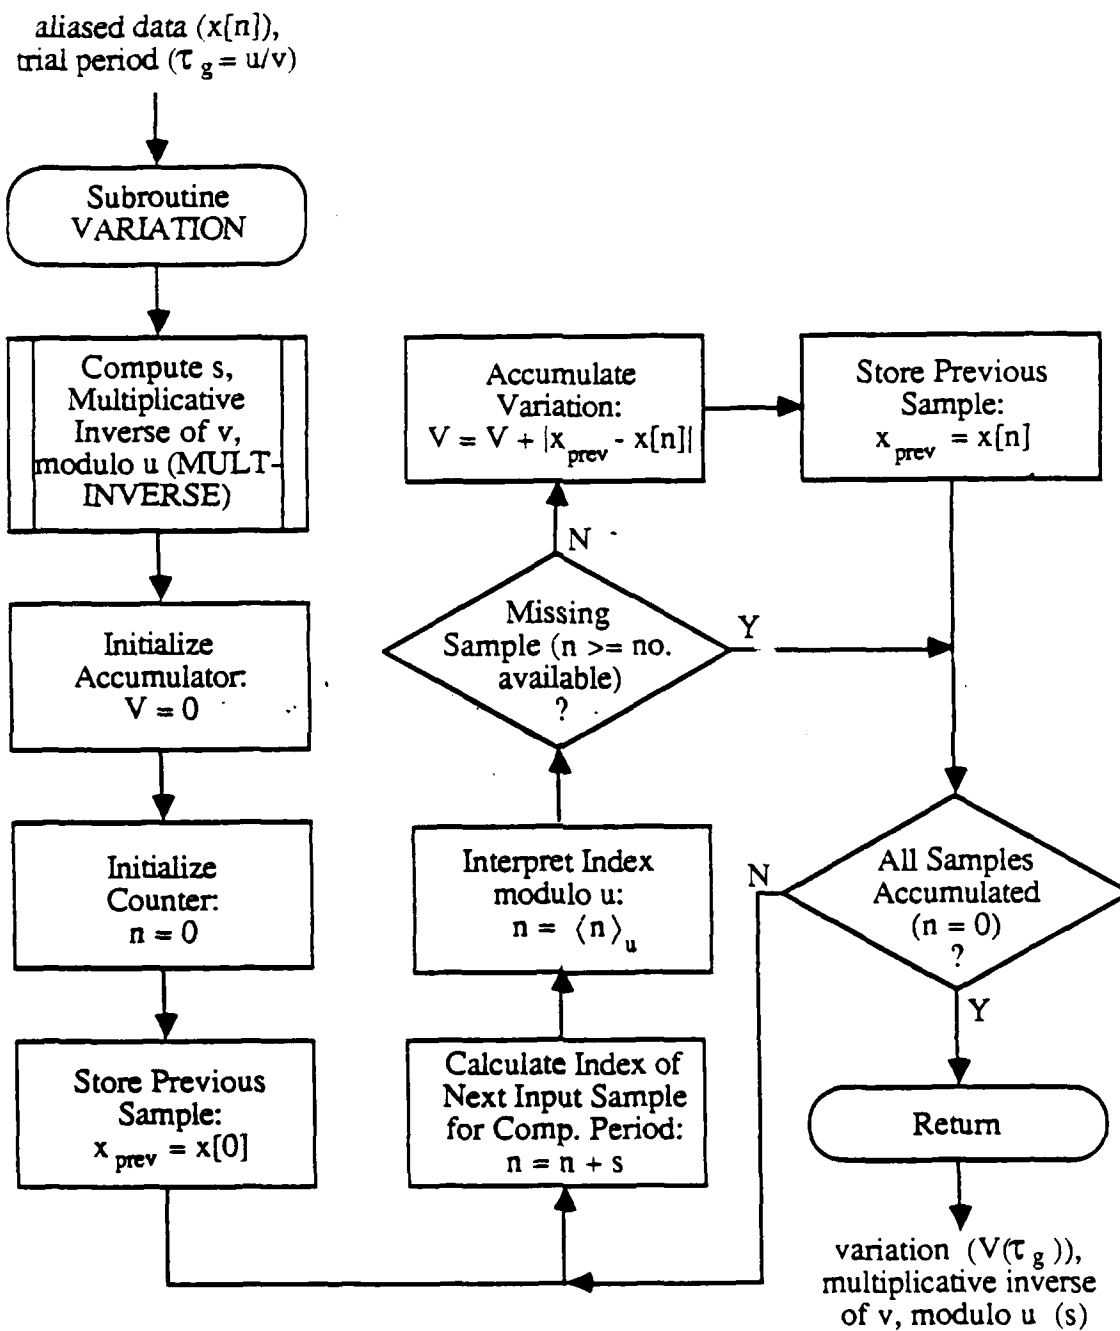 aliased data (x[n]),
trial period (τ g = u/v)
Subroutine
VARIATION
Compute s,
Multiplicative
Inverse of v,
modulo u (MULT-
INVERSE)
Initialize
Accumulator:
V = 0
Initialize
Counter:
n = 0
Store Previous
Sample:
x prev = x[0]
Accumulate
Variation:
V = V + |x prev - x[n]|
N
Missing
Sample (n >= no.
available)
?
Y
Interpret Index
modulo u:
n = ⟨n⟩ u
Calculate Index of
Next Input Sample
for Comp. Period:
n = n + s
Store Previous
Sample:
x prev = x[n]
N
All Samples
Accumulated
(n = 0)
?
Y
Return
variation (V(τ g)),
multiplicative inverse
of v, modulo u (s)